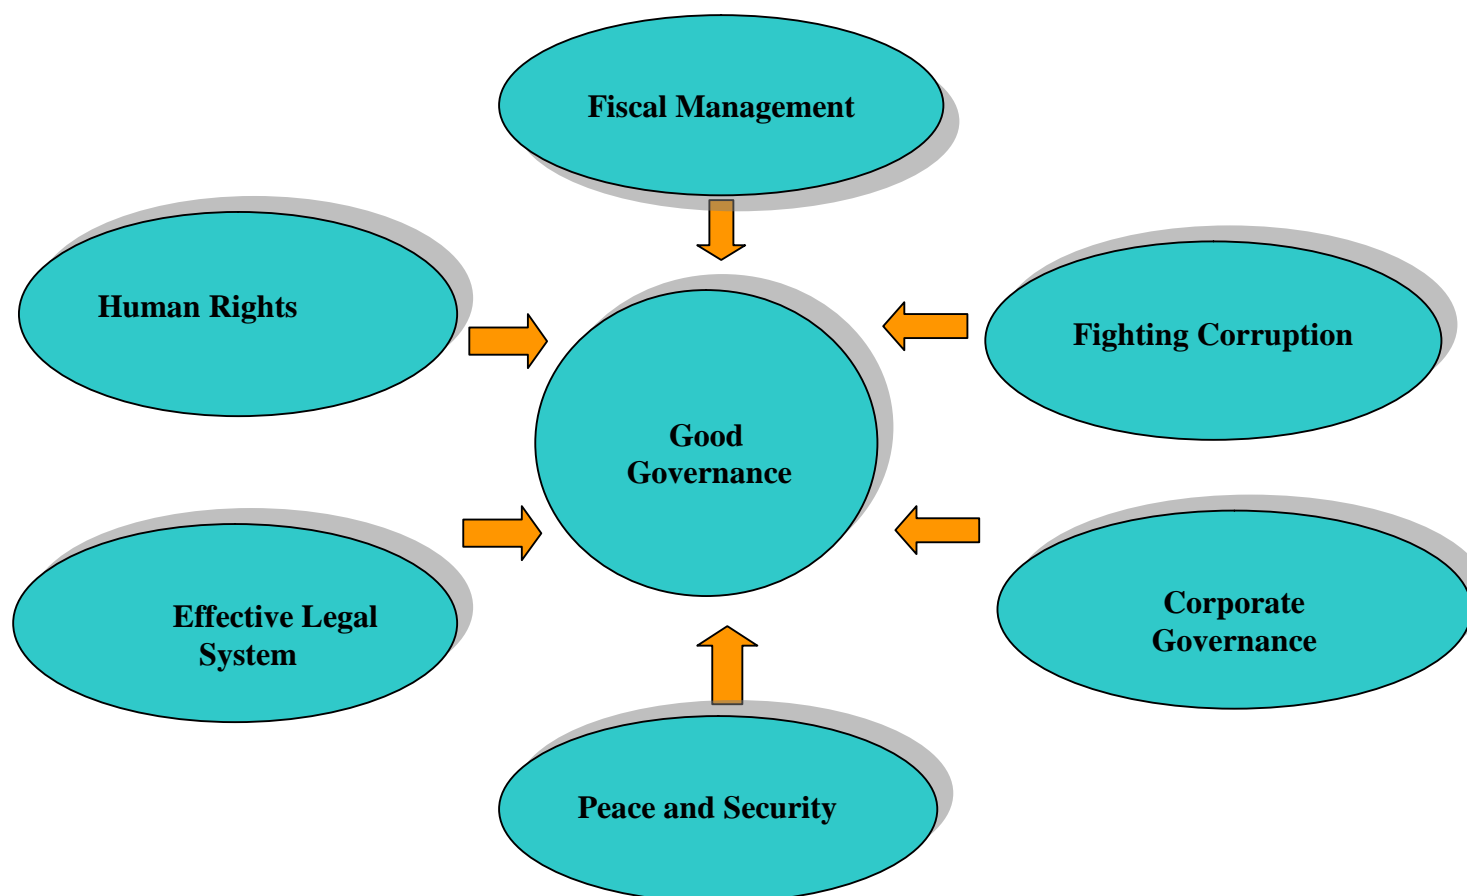 Fiscal Management
Human Rights
Fighting Corruption
Good
Governance
Effective Legal
System
Corporate
Governance
Peace and Security